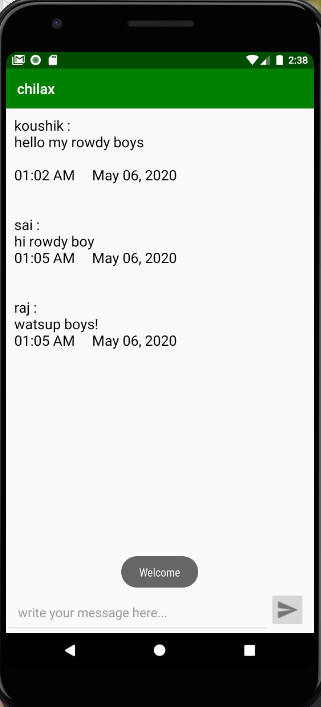 2:38
chilax
koushik :
hello my rowdy boys
01:02 AM May 06, 2020
sai :
hi rowdy boy
01:05 AM May 06, 2020
raj :
watsup boys!
01:05 AM May 06, 2020
Welcome
write your message here...